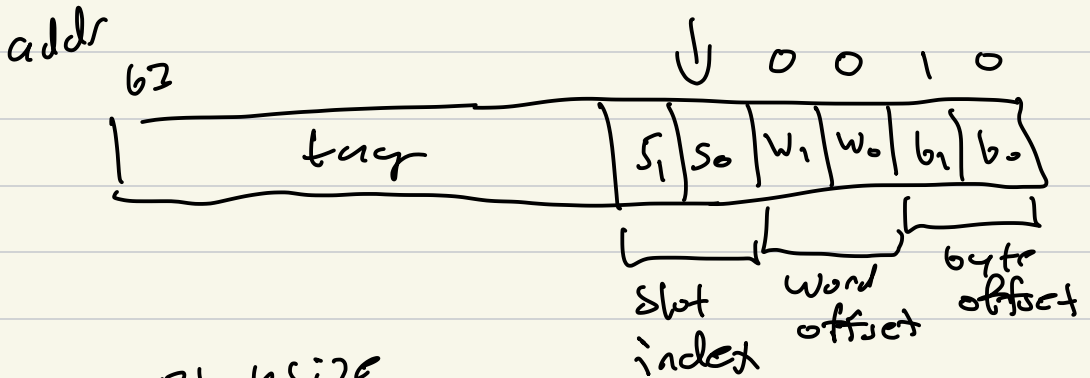 addr
63
0 0 1 0
tag S₁ S₀ W₁ W₀ b₁ b₀
slot index
word offset
byte offset